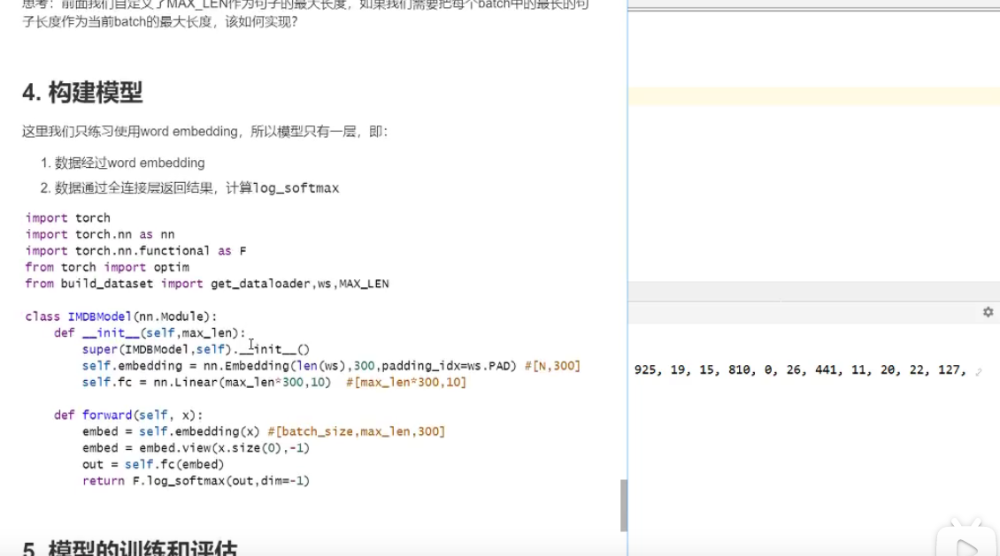 思考：前面我们自定义了MAX_LEN作为句子的最大长度，如果我们需要把每个batch中的最长的句
子长度作为当前batch的最大长度，该如何实现？
4. 构建模型
这里我们只练习使用word embedding，所以模型只有一层，即：
1. 数据经过word embedding
2. 数据通过全连接层返回结果，计算log_softmax
import torch
import torch.nn as nn
import torch.nn.functional as F
from torch import optim
from build_dataset import get_dataloader,ws,MAX_LEN
class IMDBModel(nn.Module):
def __init__(self,max_len):
super(IMDBModel,self).__init__()
self.embedding = nn.Embedding(len(ws),300,padding_idx=ws.PAD) #[N,300]
self.fc = nn.Linear(max_len*300,10) #[max_len*300,10]
def forward(self, x):
embed = self.embedding(x) #[batch_size,max_len,300]
embed = embed.view(x.size(0),-1)
out = self.fc(embed)
return F.log_softmax(out,dim=-1)
5. 模型的训练和评估
925, 19, 15, 810, 0, 26, 441, 11, 20, 22, 127,